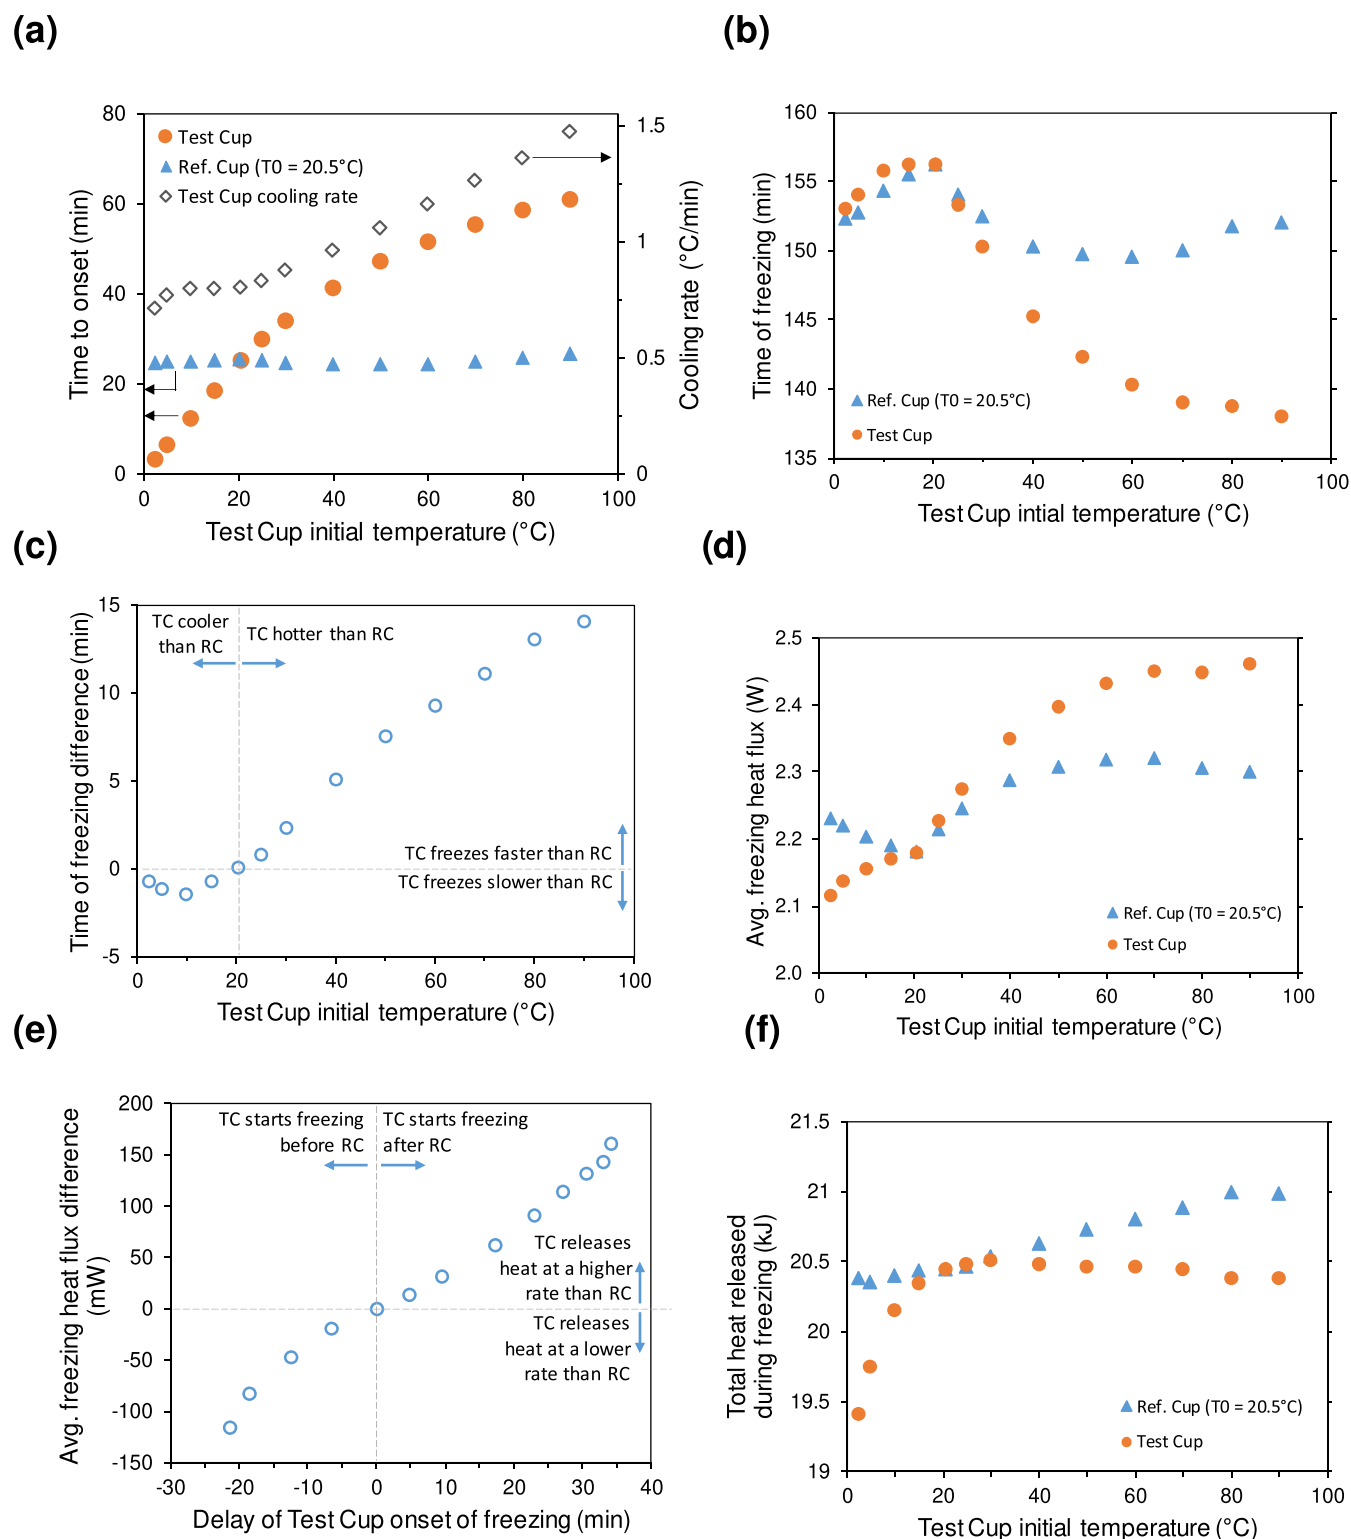 (a)
80
60
40
20
0
Time to onset (min)
Test Cup
Ref. Cup (T0 = 20.5°C)
Test Cup cooling rate
1.5
1
0.5
0
Cooling rate (°C/min)
0 20 40 60 80 100
Test Cup initial temperature (°C)
(b)
160
155
150
145
140
135
Time of freezing (min)
Ref. Cup (T0 = 20.5°C)
Test Cup
0 20 40 60 80 100
Test Cup intial temperature (°C)
(c)
15
10
5
0
-5
Time of freezing difference (min)
TC cooler
than RC
TC hotter than RC
TC freezes faster than RC
TC freezes slower than RC
0 20 40 60 80 100
Test Cup initial temperature (°C)
(d)
2.5
2.4
2.3
2.2
2.1
2.0
Avg. freezing heat flux (W)
Ref. Cup (T0 = 20.5°C)
Test Cup
0 20 40 60 80 100
Test Cup initial temperature (°C)
(e)
200
150
100
50
0
-50
-100
-150
Avg. freezing heat flux difference
(mW)
TC starts freezing
before RC
TC starts freezing
after RC
TC releases
heat at a higher
rate than RC
TC releases
heat at a lower
rate than RC
-30 -20 -10 0 10 20 30 40
Delay of Test Cup onset of freezing (min)
(f)
21.5
21
20.5
20
19.5
19
Total heat released
during freezing (kJ)
Ref. Cup (T0 = 20.5°C)
Test Cup
0 20 40 60 80 100
Test Cup initial temperature (°C)